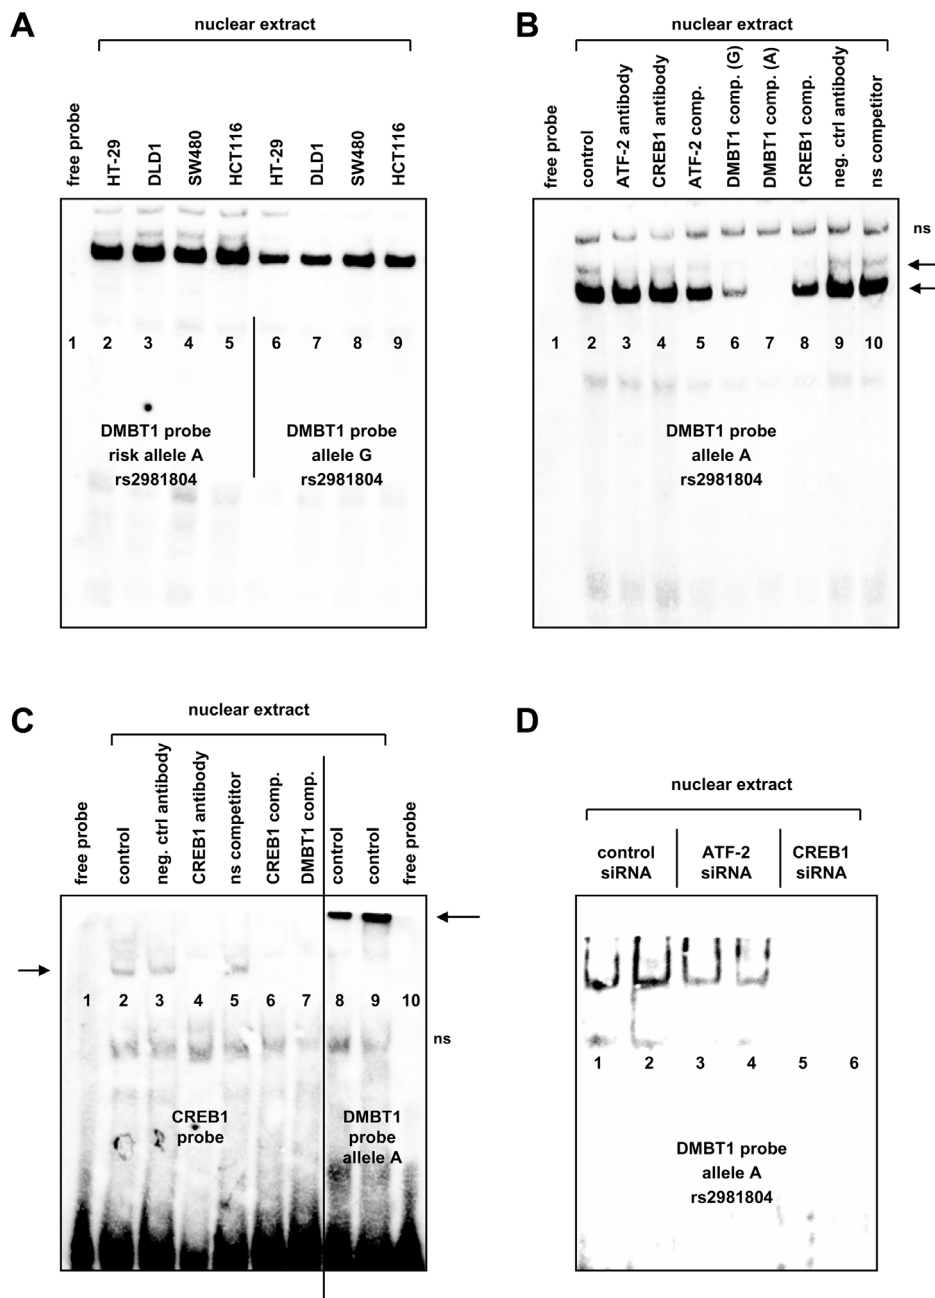 A
nuclear extract
free probe
HT-29
DLD1
SW480
HCT116
HT-29
DLD1
SW480
HCT116
1 2 3 4 5 6 7 8 9
DMBT1 probe
risk allele A
rs2981804
DMBT1 probe
allele G
rs2981804
B
nuclear extract
free probe
control
ATF-2 antibody
CREB1 antibody
ATF-2 comp.
DMBT1 comp. (G)
DMBT1 comp. (A)
CREB1 comp.
neg. ctrl antibody
ns competitor
ns
1 2 3 4 5 6 7 8 9 10
DMBT1 probe
allele A
rs2981804
C
nuclear extract
free probe
control
neg. ctrl antibody
CREB1 antibody
ns competitor
CREB1 comp.
DMBT1 comp.
control
control
free probe
1 2 3 4 5 6 7 8 9 10
ns
CREB1
probe
DMBT1
probe
allele A
D
nuclear extract
control
siRNA
ATF-2
siRNA
CREB1
siRNA
1 2 3 4 5 6
DMBT1 probe
allele A
rs2981804